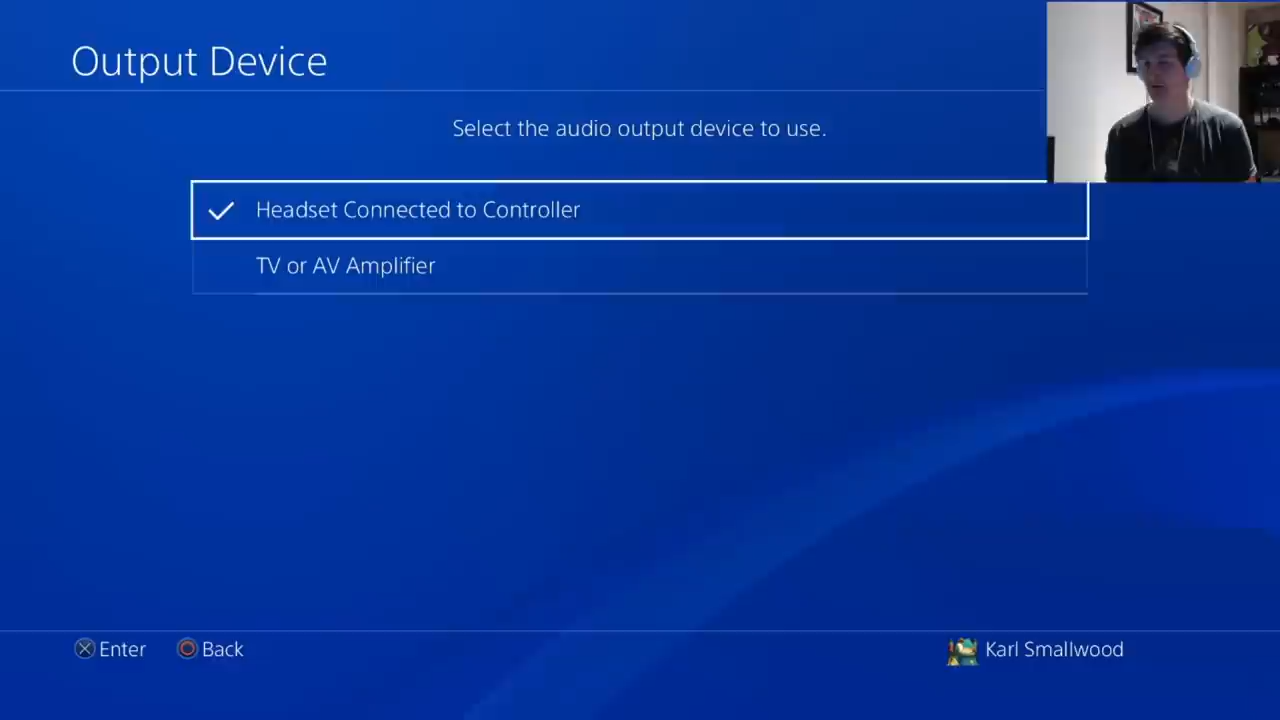 Output Device
Select the audio output device to use.
Headset Connected to Controller
TV or AV Amplifier
Enter
Back
Karl Smallwood